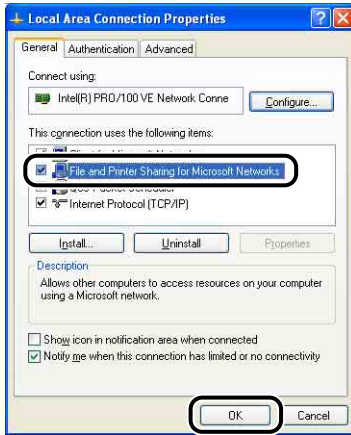 Local Area Connection Properties
General Authentication Advanced
Connect using:
Intel(R) PRO/100 VE Network Conne
Configure...
This connection uses the following items:
File and Printer Sharing for Microsoft Networks
Internet Protocol (TCP/IP)
Install... Uninstall Properties
Description
Allows other computers to access resources on your computer
using a Microsoft network.
Show icon in notification area when connected
Notify me when this connection has limited or no connectivity
OK Cancel